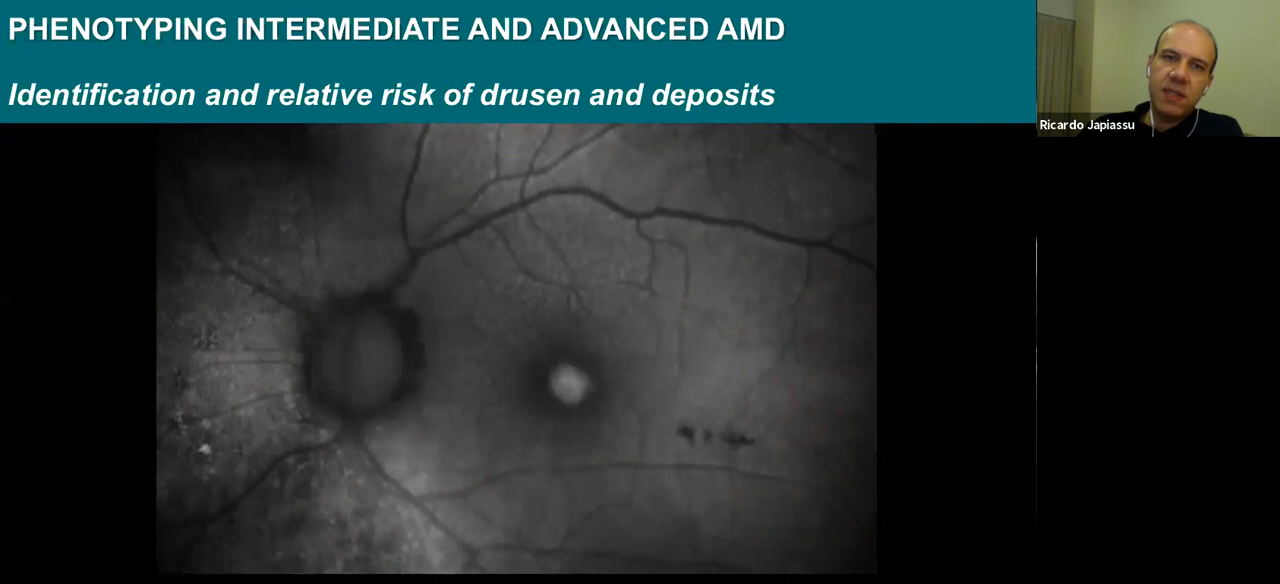 PHENOTYPING INTERMEDIATE AND ADVANCED AMD
Identification and relative risk of drusen and deposits
Ricardo Japiassu